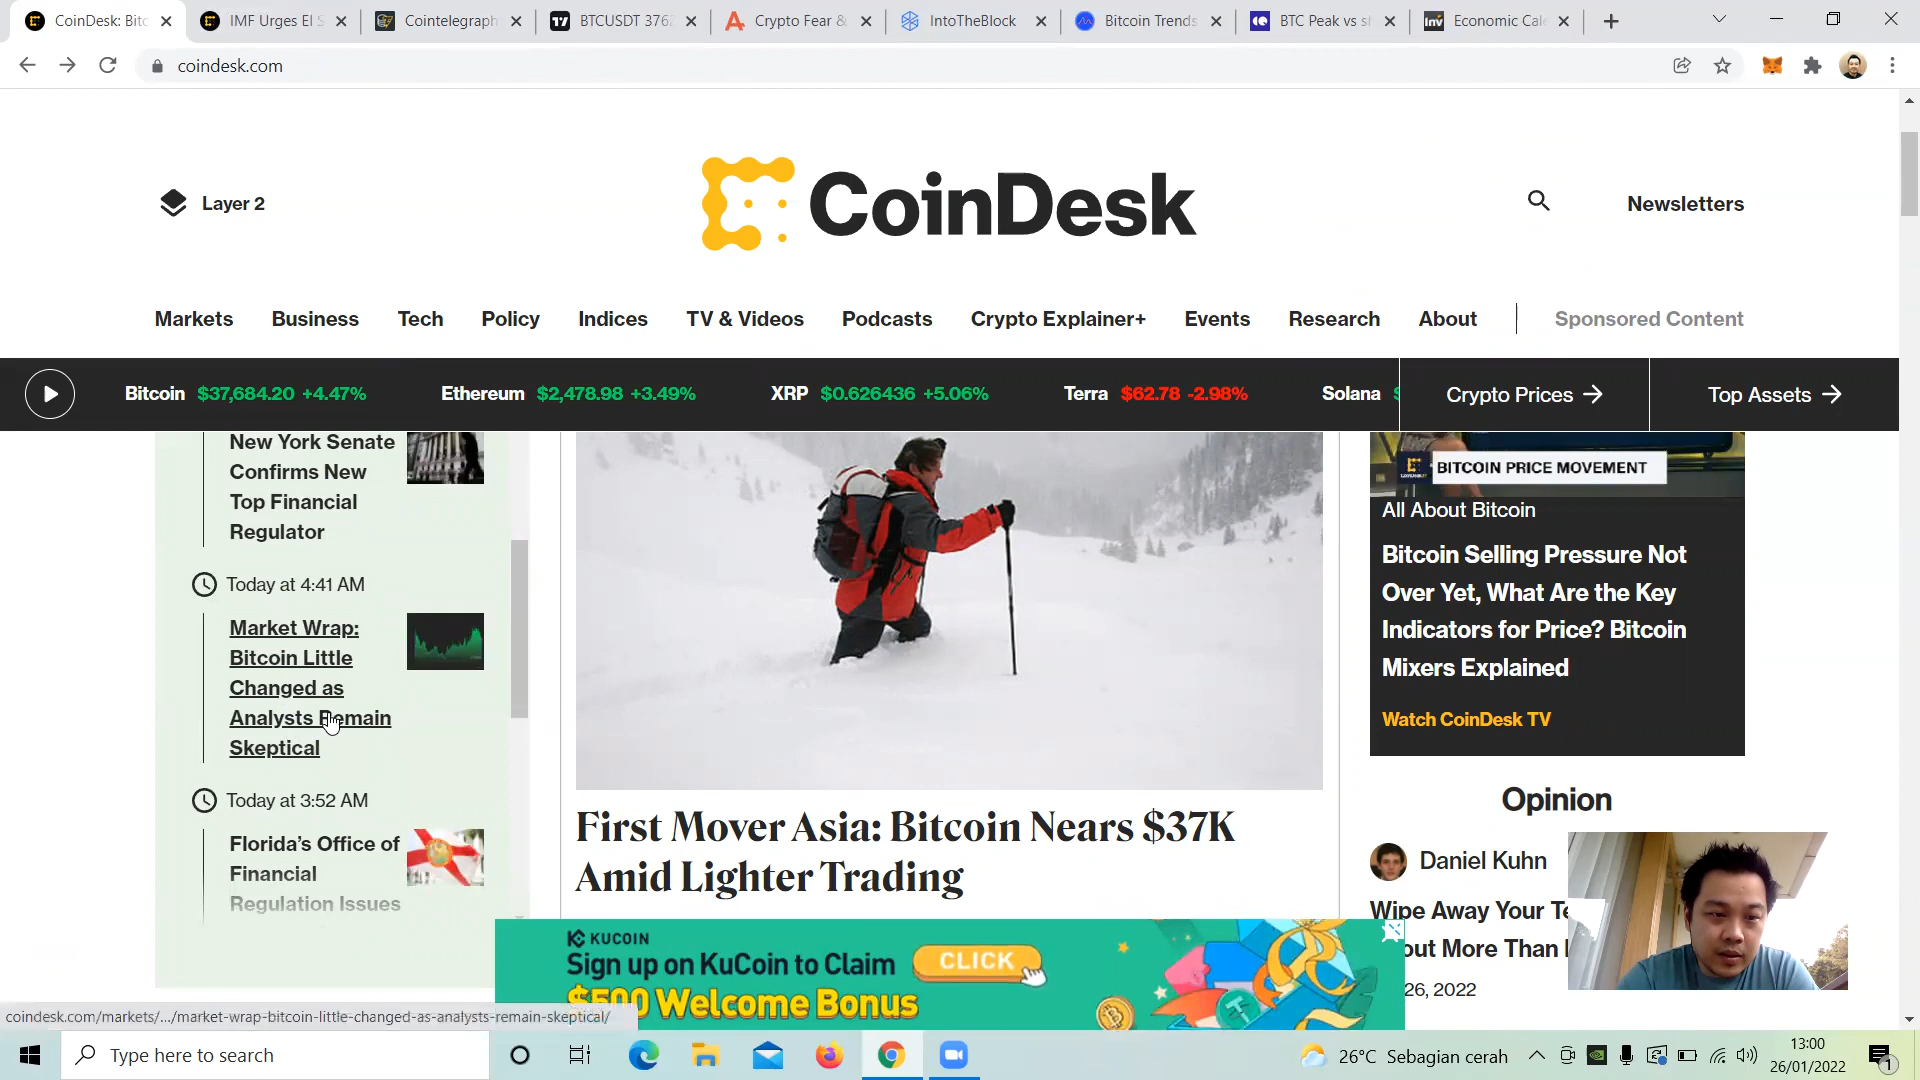 CoinDesk: Bitc
IMF Urges El S
Cointelegraph
BTCUSDT 3762
Crypto Fear &
IntoTheBlock
Bitcoin Trends
BTC Peak vs s
Economic Cale
coindesk.com
Layer 2
CoinDesk
Newsletters
Markets
Business
Tech
Policy
Indices
TV & Videos
Podcasts
Crypto Explainer+
Events
Research
About
Sponsored Content
Bitcoin $37,684.20 +4.47%
Ethereum $2,478.98 +3.49%
XRP $0.626436 +5.06%
Terra $62.78 -2.98%
Solana $
Crypto Prices →
Top Assets →
New York Senate
Confirms New
Top Financial
Regulator
Today at 4:41 AM
Market Wrap:
Bitcoin Little
Changed as
Analysts Remain
Skeptical
Today at 3:52 AM
Florida's Office of
Financial
Regulation Issues
First Mover Asia: Bitcoin Nears $37K
Amid Lighter Trading
BITCOIN PRICE MOVEMENT
All About Bitcoin
Bitcoin Selling Pressure Not
Over Yet, What Are the Key
Indicators for Price? Bitcoin
Mixers Explained
Watch CoinDesk TV
Opinion
Daniel Kuhn
Wipe Away Your Te
out More Than
26, 2022
KUCOIN
Sign up on KuCoin to Claim
$500 Welcome Bonus
CLICK
coindesk.com/markets/.../market-wrap-bitcoin-little-changed-as-analysts-remain-skeptical/
Type here to search
26°C Sebagian cerah
13:00
26/01/2022
1